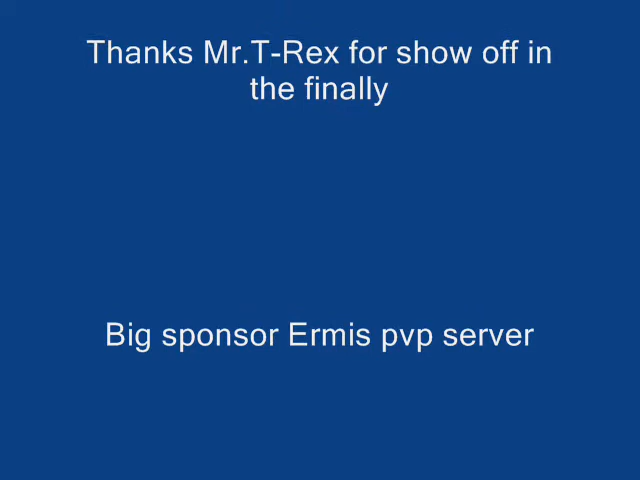 Thanks Mr.T-Rex for show off in
the finally
Big sponsor Ermis pvp server